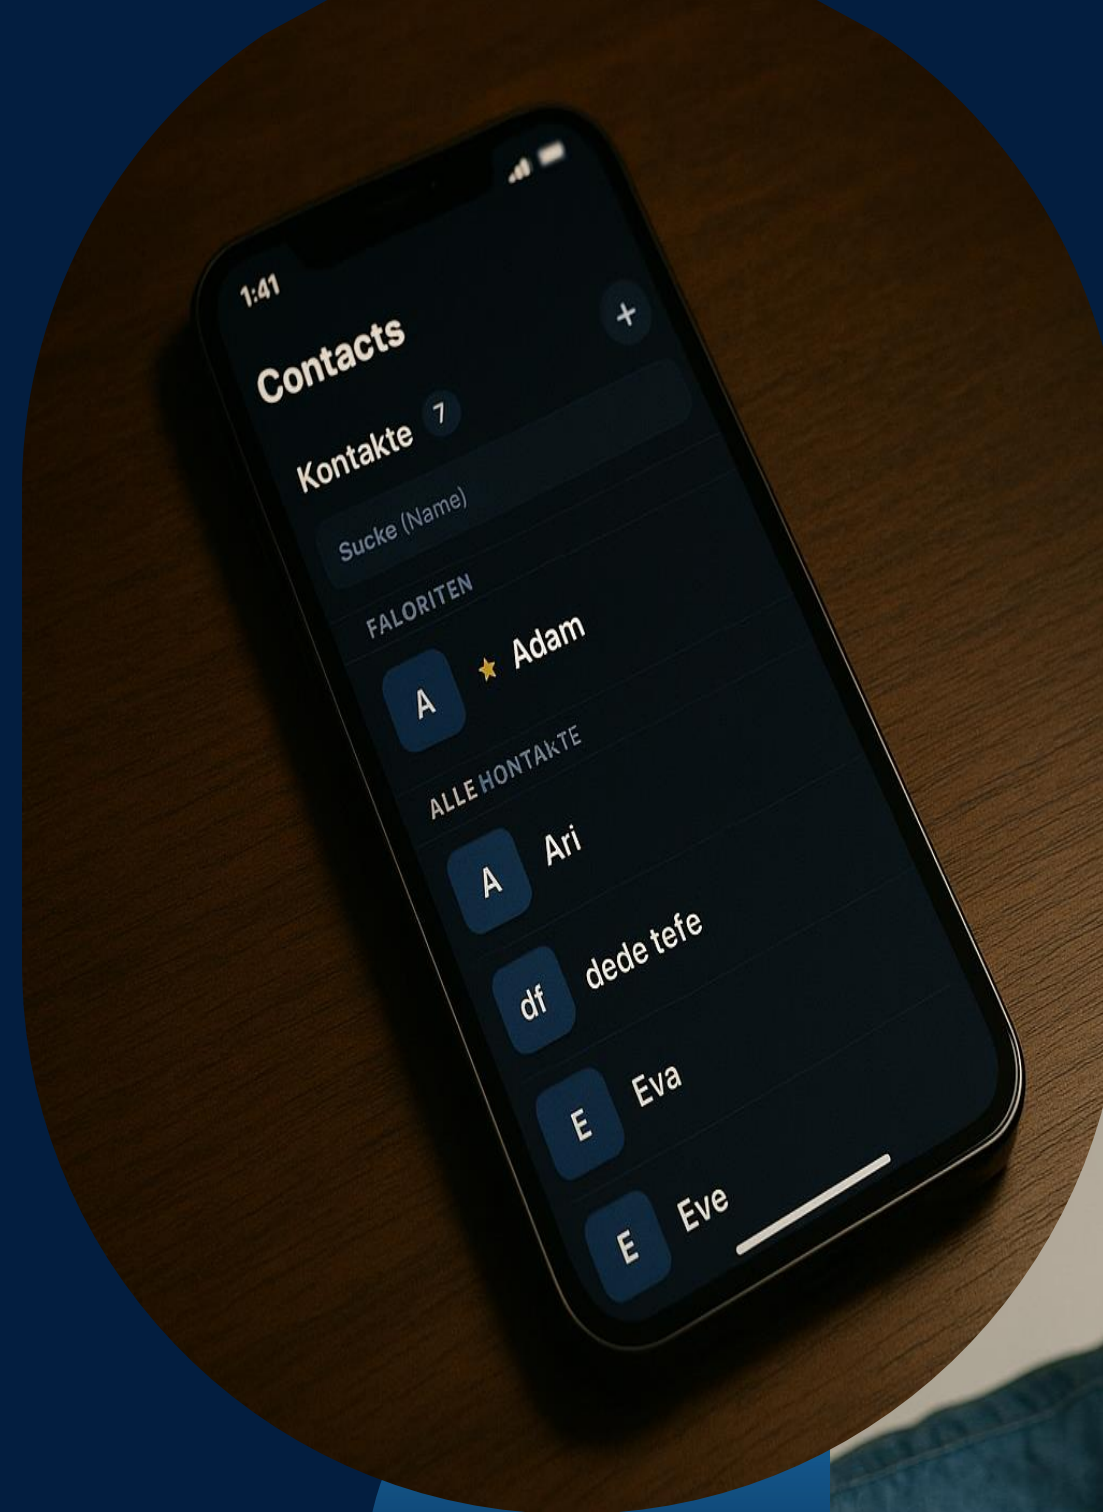 1:41
Contacts
Kontakte 7
Sucke (Name)
FALORITEN
A ★ Adam
ALLE HONTAkTE
A Ari
df dede tefe
E Eva
E Eve